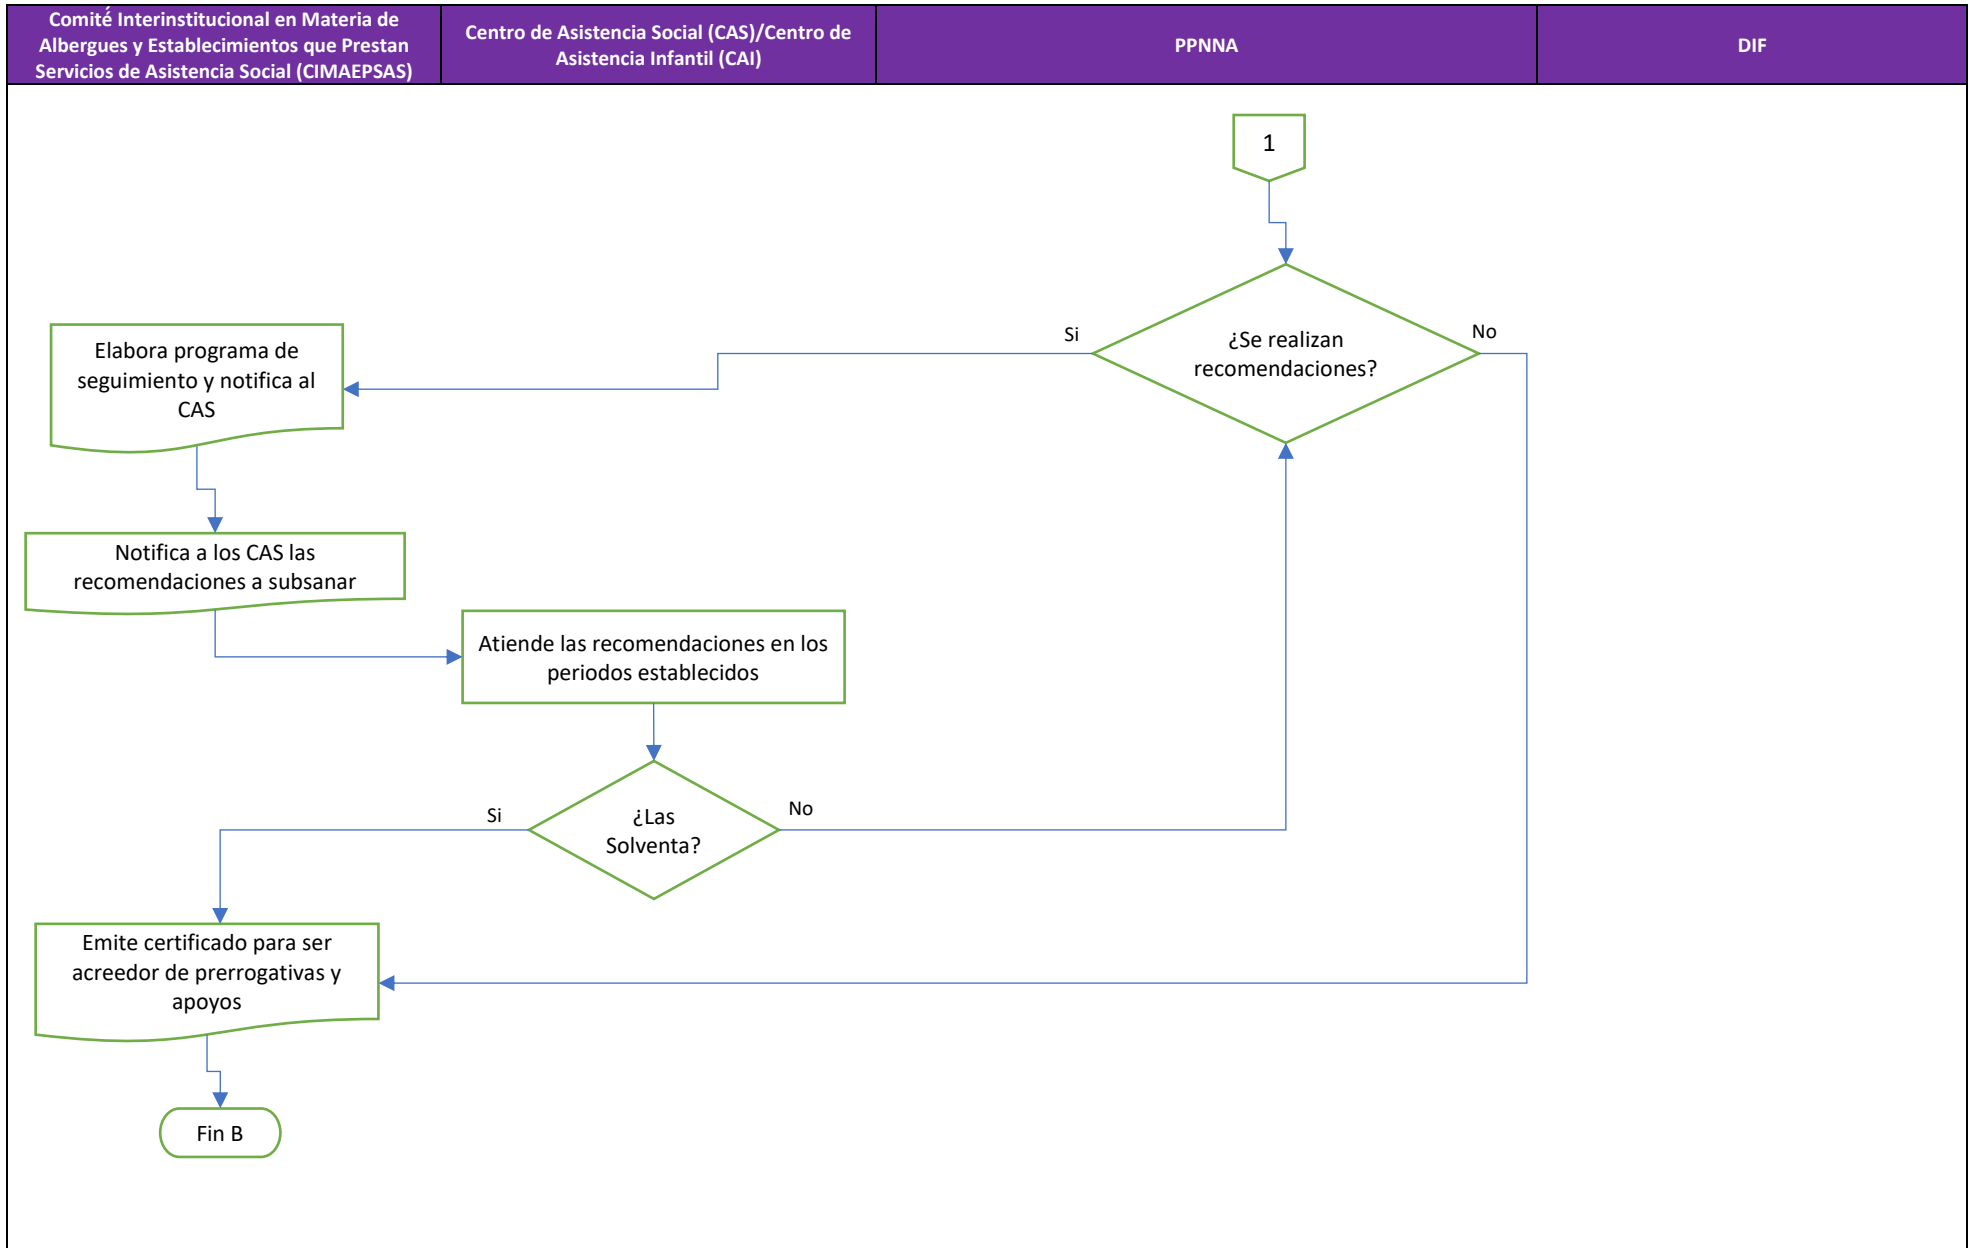 Comité Interinstitucional en Materia de
Albergues y Establecimientos que Prestan
Servicios de Asistencia Social (CIMAEPSAS)
Centro de Asistencia Social (CAS)/Centro de
Asistencia Infantil (CAI)
PPNNA
DIF
1
¿Se realizan
recomendaciones?
Si
No
Elabora programa de
seguimiento y notifica al
CAS
Notifica a los CAS las
recomendaciones a subsanar
Atiende las recomendaciones en los
periodos establecidos
¿Las
Solventa?
Si
No
Emite certificado para ser
acreedor de prerrogativas y
apoyos
Fin B